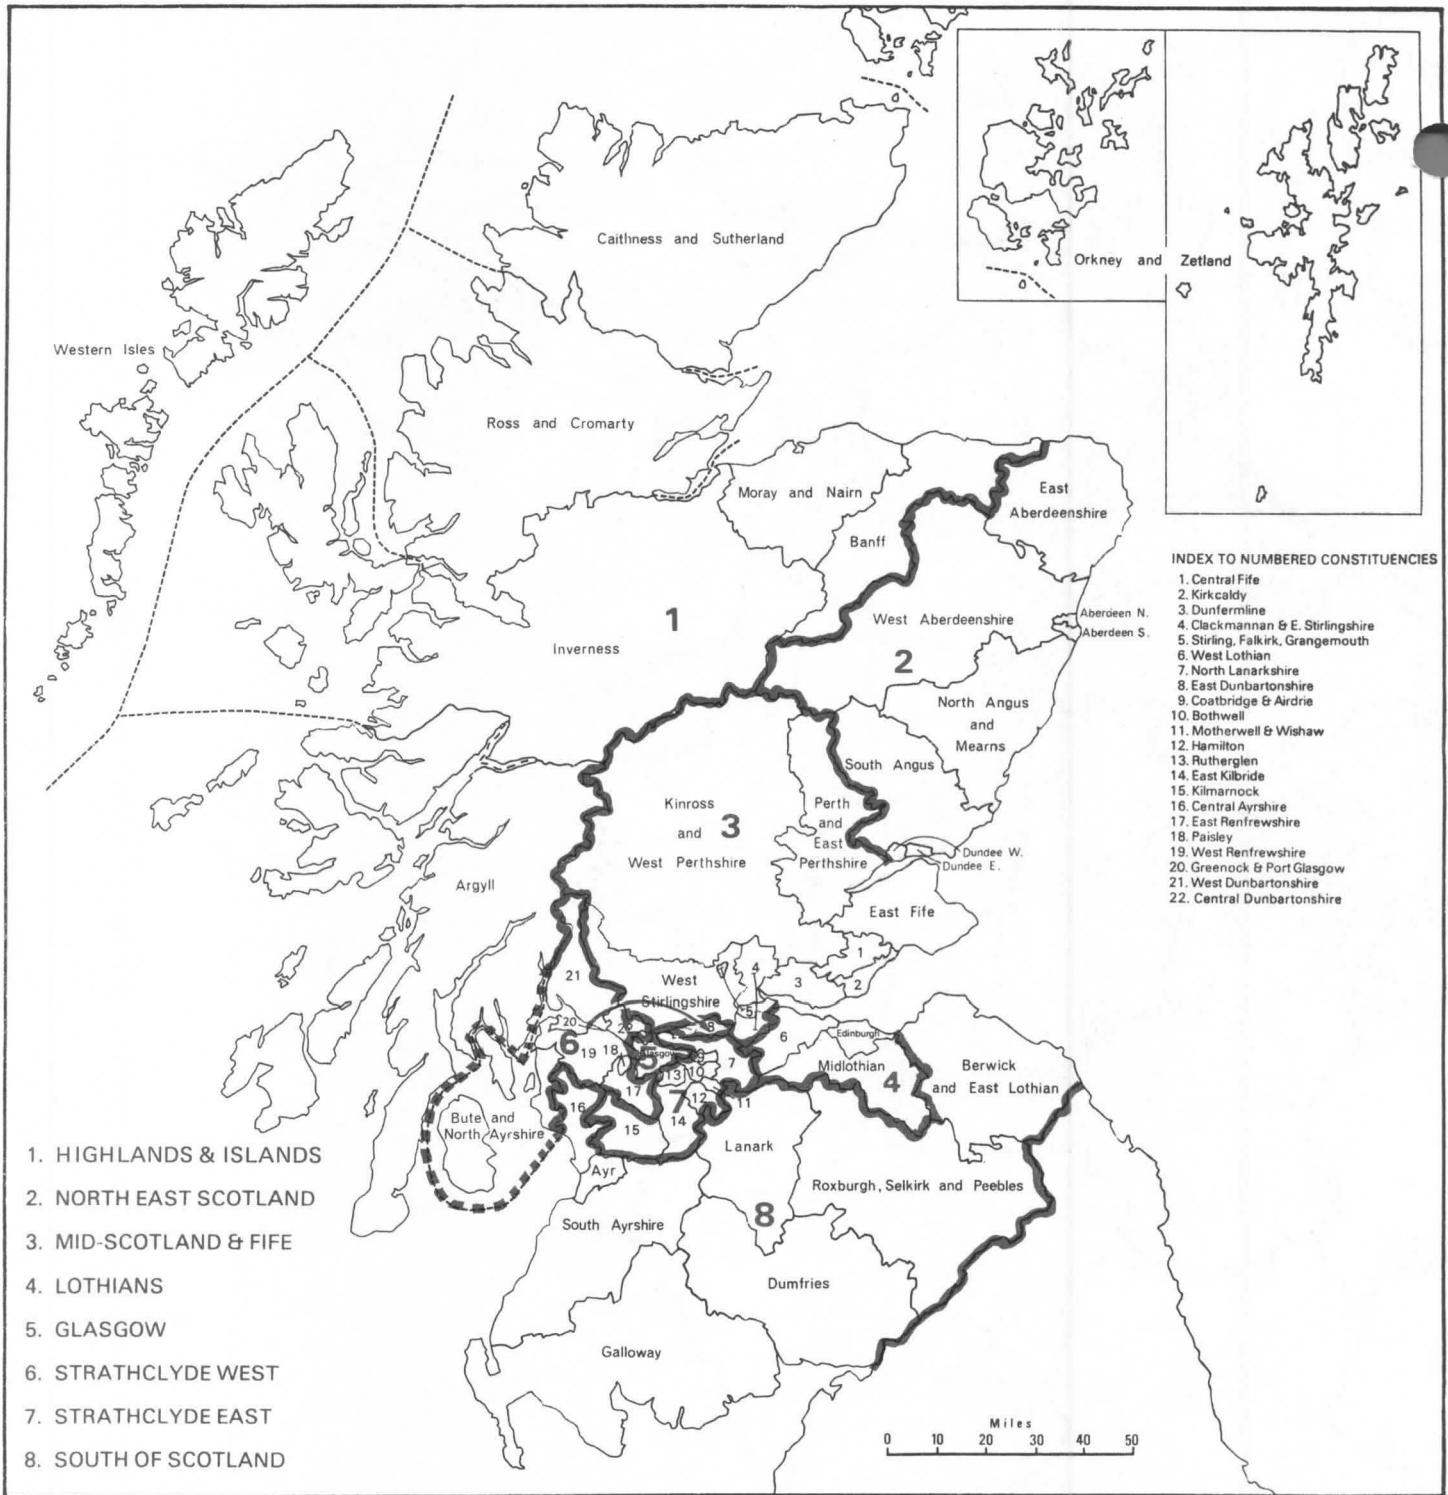 Caithness and Sutherland
4
Orkney and Zetland
Western Isles
Ross and Cromarty
Moray and Nairn
East
Aberdeenshire
Banff
INDEX TO NUMBERED CONSTITUENCIES
1. Central Fife
2. Kirkcaldy
3. Dunfermline
4. Clackmannan & E. Stirlingshire
5. Stirling, Falkirk, Grangemouth
6. West Lothian
7. North Lanarkshire
8. East Dunbartonshire
9. Coatbridge & Airdrie
10. Bothwell
11. Motherwell & Wishaw
12. Hamilton
13. Rutherglen
14. East Kilbride
15. Kilmarnock
16. Central Ayrshire
17. East Renfrewshire
18. Paisley
19. West Renfrewshire
20. Greenock & Port Glasgow
21. West Dunbartonshire
22. Central Dunbartonshire
1
West Aberdeenshire
Aberdeen N.
Aberdeen S.
Inverness
2
North Angus
and
Mearns
South Angus
Kinross
and
West Perthshire
3
Perth
and
East
Perthshire
Dundee W.
Dundee E.
Argyll
East Fife
1
2
3
4
5
21
West
Stirlingshire
20
22
8
6
Edinburgh
6
19
18
Glasgow
5
9
7
Midlothian
4
Berwick
and East Lothian
13
10
17
7
12
11
16
15
14
Bute and
North Ayrshire
Lanark
Ayr
Roxburgh, Selkirk and Peebles
South Ayrshire
8
Dumfries
Galloway
1. HIGHLANDS & ISLANDS
2. NORTH EAST SCOTLAND
3. MID-SCOTLAND & FIFE
4. LOTHIANS
5. GLASGOW
6. STRATHCLYDE WEST
7. STRATHCLYDE EAST
8. SOUTH OF SCOTLAND
Miles
0 10 20 30 40 50